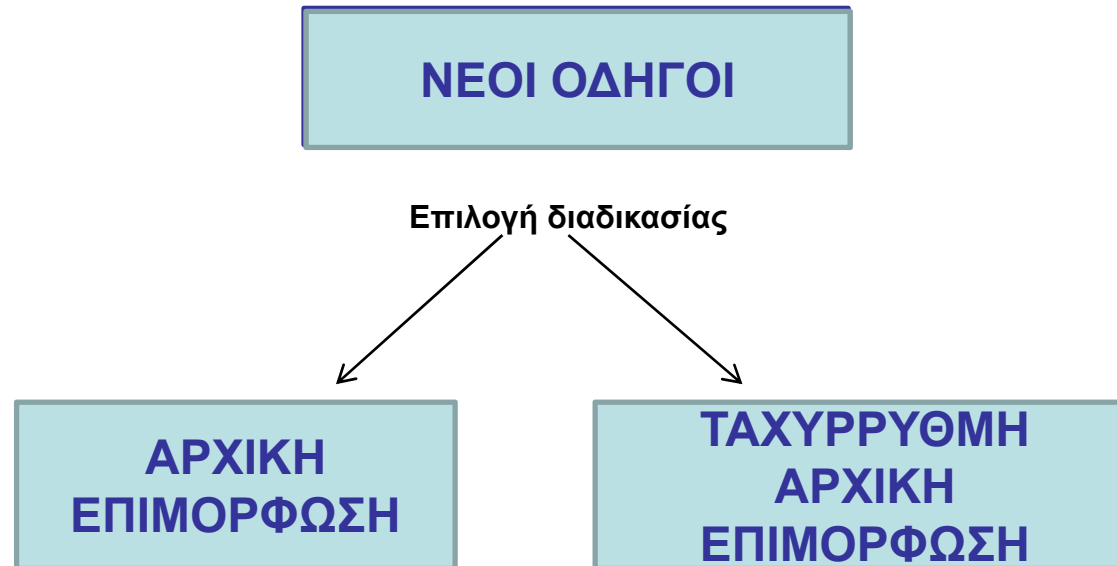 ΝΕΟΙ ΟΔΗΓΟΙ
Επιλογή διαδικασίας
ΑΡΧΙΚΗ
ΕΠΙΜΟΡΦΩΣΗ
ΤΑΧΥΡΡΥΘΜΗ
ΑΡΧΙΚΗ
ΕΠΙΜΟΡΦΩΣΗ